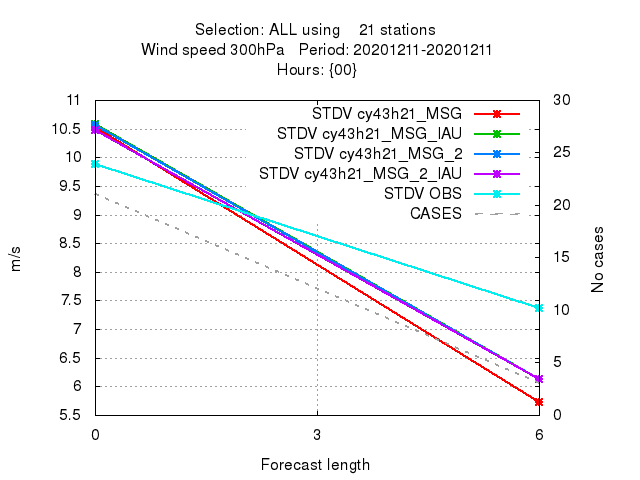 Selection: ALL using 21 stations
Wind speed 300hPa Period: 20201211-20201211
Hours: {00}
STDV cy43h21_MSG
STDV cy43h21_MSG_IAU
STDV cy43h21_MSG_2
STDV cy43h21_MSG_2_IAU
STDV OBS
CASES
11
10.5
10
9.5
9
8.5
8
7.5
7
6.5
6
5.5
m/s
30
25
20
15
10
5
0
No cases
0 3 6
Forecast length